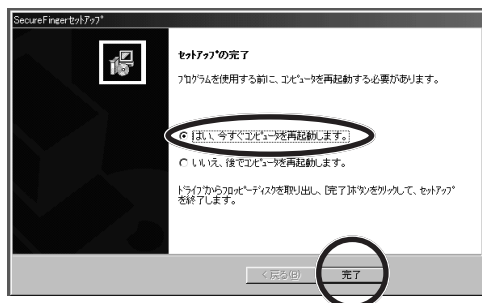 SecureFingerセットアップ
セットアップの完了
プログラムを使用する前に、コンピュータを再起動する必要があります。
はい、今すぐコンピュータを再起動します。
いいえ、後でコンピュータを再起動します。
ドライブからフロッピーディスクを取り出し、[完了]ボタンをクリックして、セットアップ
を終了します。
< 戻る(B)
完了